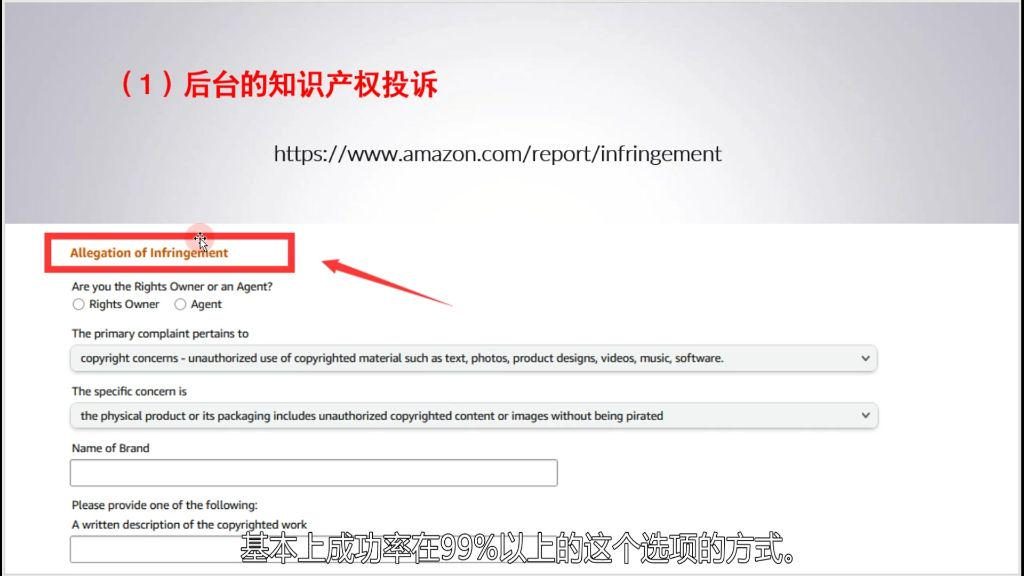 （1）后台的知识产权投诉
https://www.amazon.com/report/infringement
Allegation of Infringement
Are you the Rights Owner or an Agent?
Rights Owner Agent
The primary complaint pertains to
copyright concerns - unauthorized use of copyrighted material such as text, photos, product designs, videos, music, software.
The specific concern is
the physical product or its packaging includes unauthorized copyrighted content or images without being pirated
Name of Brand
Please provide one of the following:
A written description of the copyrighted work
基本上成功率在99%以上的这个选项的方式。